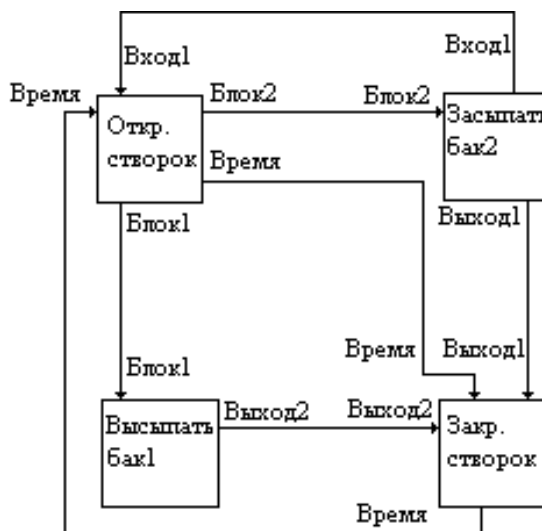 Вход1
Вход1
Время
Блок2
Блок2
Откр.
створок
Засыпать
бак2
Время
Блок1
Выход1
Время
Выход1
Блок1
Выход2
Выход2
Высыпать
бак1
Закр.
створок
Время